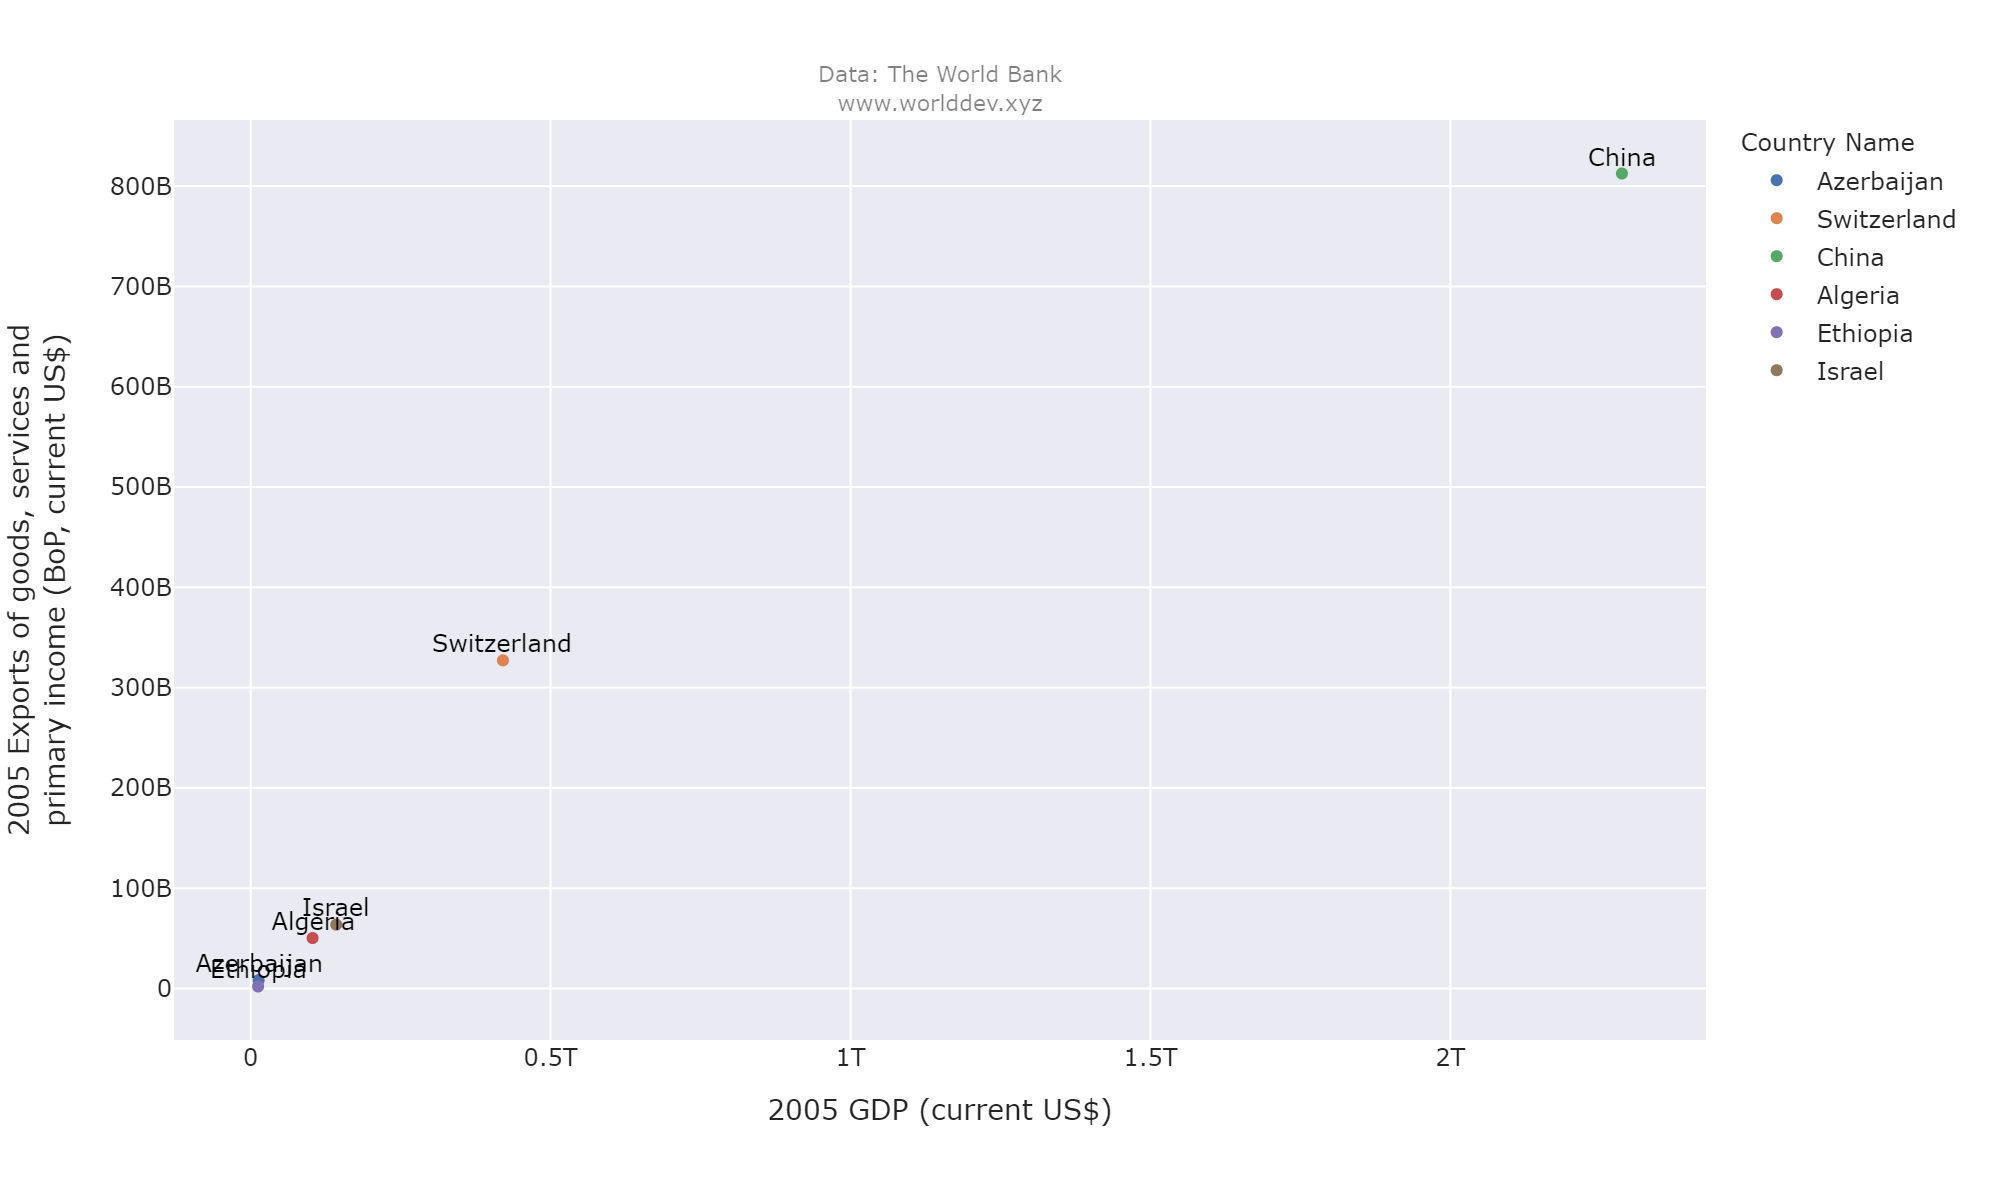 Data: The World Bank
www.worlddev.xyz
2005 Exports of goods, services and
primary income (BoP, current US$)
800B
700B
600B
500B
400B
300B
200B
100B
0
China
Switzerland
Israel
Algeria
Azerbaijan
Ethiopia
0
0.5T
1T
1.5T
2T
2005 GDP (current US$)
Country Name
Azerbaijan
Switzerland
China
Algeria
Ethiopia
Israel